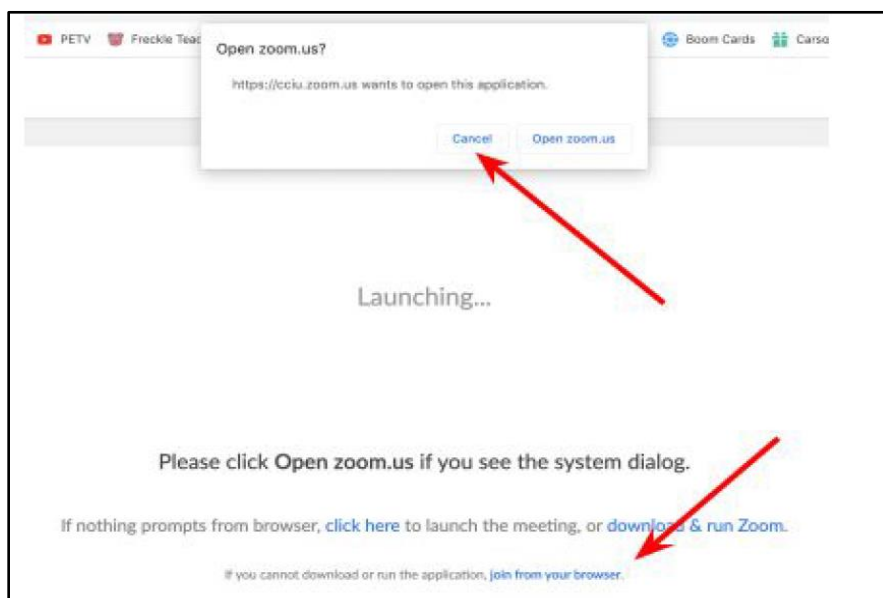 PETV Freckle Teac Boom Cards Carso
Open zoom.us?
https://cciu.zoom.us wants to open this application.
Cancel Open zoom.us
Launching...
Please click Open zoom.us if you see the system dialog.
If nothing prompts from browser, click here to launch the meeting, or download & run Zoom.
If you cannot download or run the application, join from your browser.